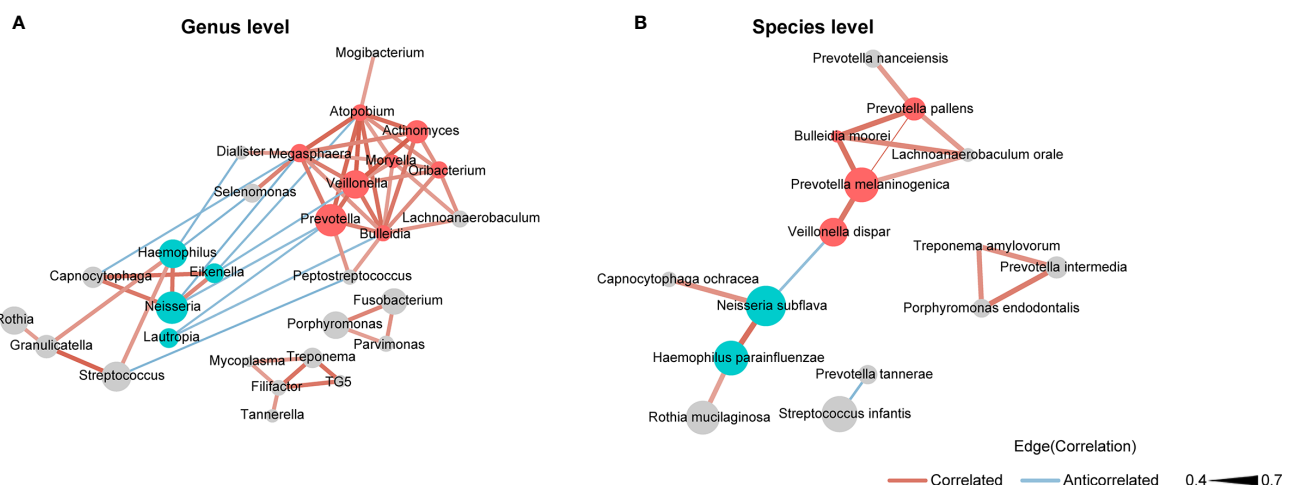 A
Genus level
Mogibacterium
Atopobium
Actinomyces
Dialister
Megasphaera
Moryella
Oribacterium
Selenomonas
Veillonella
Prevotella
Lachnoanaerobaculum
Bulleidia
Haemophilus
Capnocytophaga
Eikenella
Peptostreptococcus
Neisseria
Fusobacterium
Rothia
Porphyromonas
Lautropia
Granulicatella
Parvimonas
Mycoplasma
Treponema
Streptococcus
Filifactor
TG5
Tannerella
B
Species level
Prevotella nanceiensis
Prevotella pallens
Bulleidia moorei
Lachnoanaerobaculum orale
Prevotella melaninogenica
Veillonella dispar
Treponema amylovorum
Prevotella intermedia
Capnocytophaga ochracea
Neisseria subflava
Porphyromonas endodontalis
Haemophilus parainfluenzae
Prevotella tannerae
Rothia mucilaginosa
Streptococcus infantis
Edge(Correlation)
Correlated
Anticorrelated
0.4
0.7